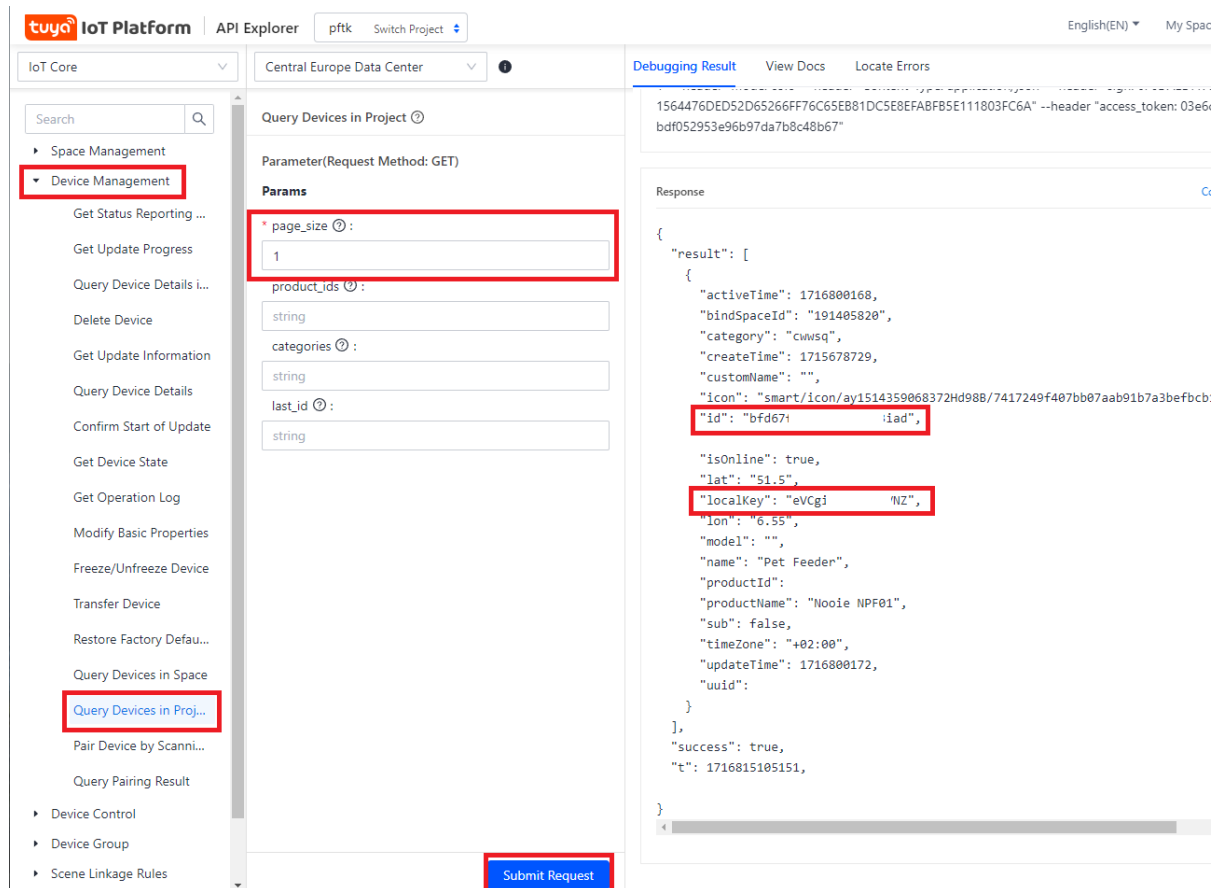 tuya IoT Platform API Explorer pftk Switch Project English(EN) My Spac
IoT Core
Search
Space Management
Device Management
Get Status Reporting ...
Get Update Progress
Query Device Details i...
Delete Device
Get Update Information
Query Device Details
Confirm Start of Update
Get Device State
Get Operation Log
Modify Basic Properties
Freeze/Unfreeze Device
Transfer Device
Restore Factory Defau...
Query Devices in Space
Query Devices in Proj...
Pair Device by Scanni...
Query Pairing Result
Device Control
Device Group
Scene Linkage Rules
Central Europe Data Center
Query Devices in Project
Parameter(Request Method: GET)
Params
* page_size :
1
product_ids :
string
categories :
string
last_id :
string
Submit Request
Debugging Result View Docs Locate Errors
1564476DED52D65266FF76C65EB81DC5E8EFABFB5E111803FC6A" --header "access_token: 03e6
bdf052953e96b97da7b8c48b67"
Response
{
"result": [
{
"activeTime": 1716800168,
"bindSpaceId": "191405820",
"category": "cwwsq",
"createTime": 1715678729,
"customName": "",
"icon": "smart/icon/ay1514359068372Hd98B/7417249f407bb07aab91b7a3befbcb
"id": "bfd67 iad",
"isOnline": true,
"lat": "51.5",
"localKey": "eVCgi NZ",
"lon": "6.55",
"model": "",
"name": "Pet Feeder",
"productId":
"productName": "Nooie NPF01",
"sub": false,
"timeZone": "+02:00",
"updateTime": 1716800172,
"uuid":
}
],
"success": true,
"t": 1716815105151,
}